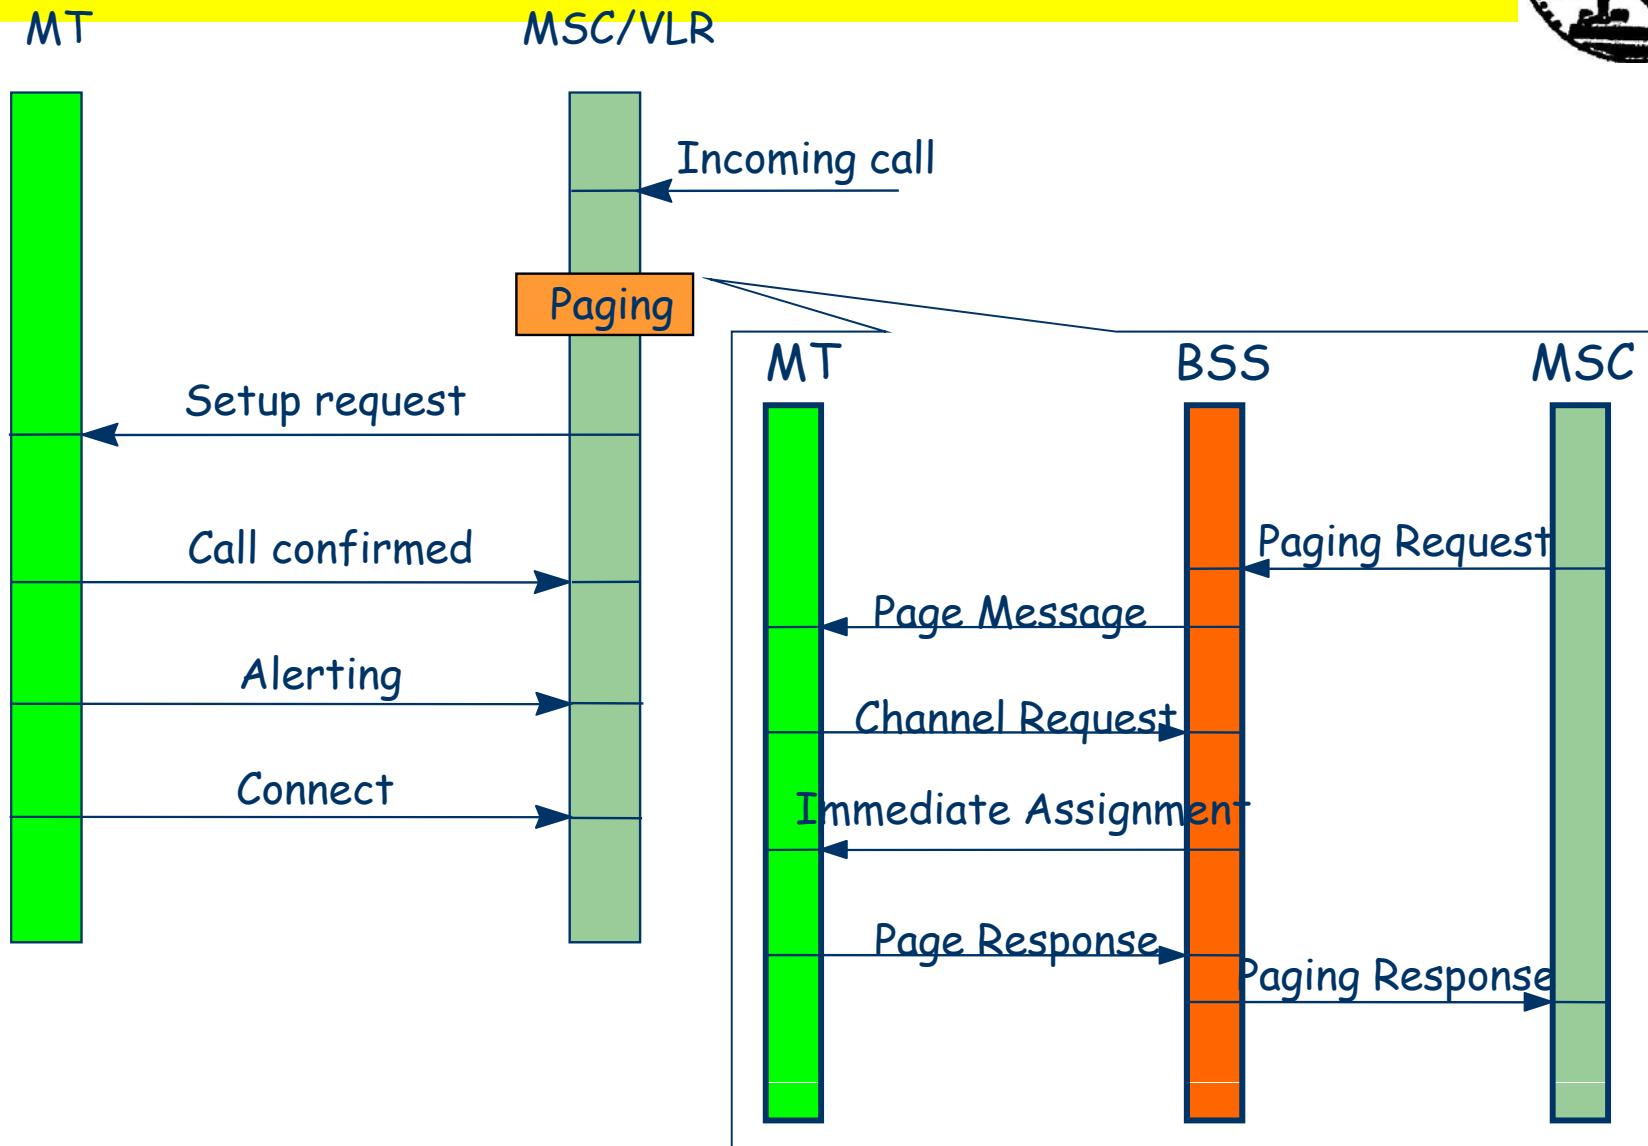 MT
MSC/VLR
Incoming call
Paging
Setup request
Call confirmed
Alerting
Connect
MT
BSS
MSC
Paging Request
Page Message
Channel Request
Immediate Assignment
Page Response
Paging Response